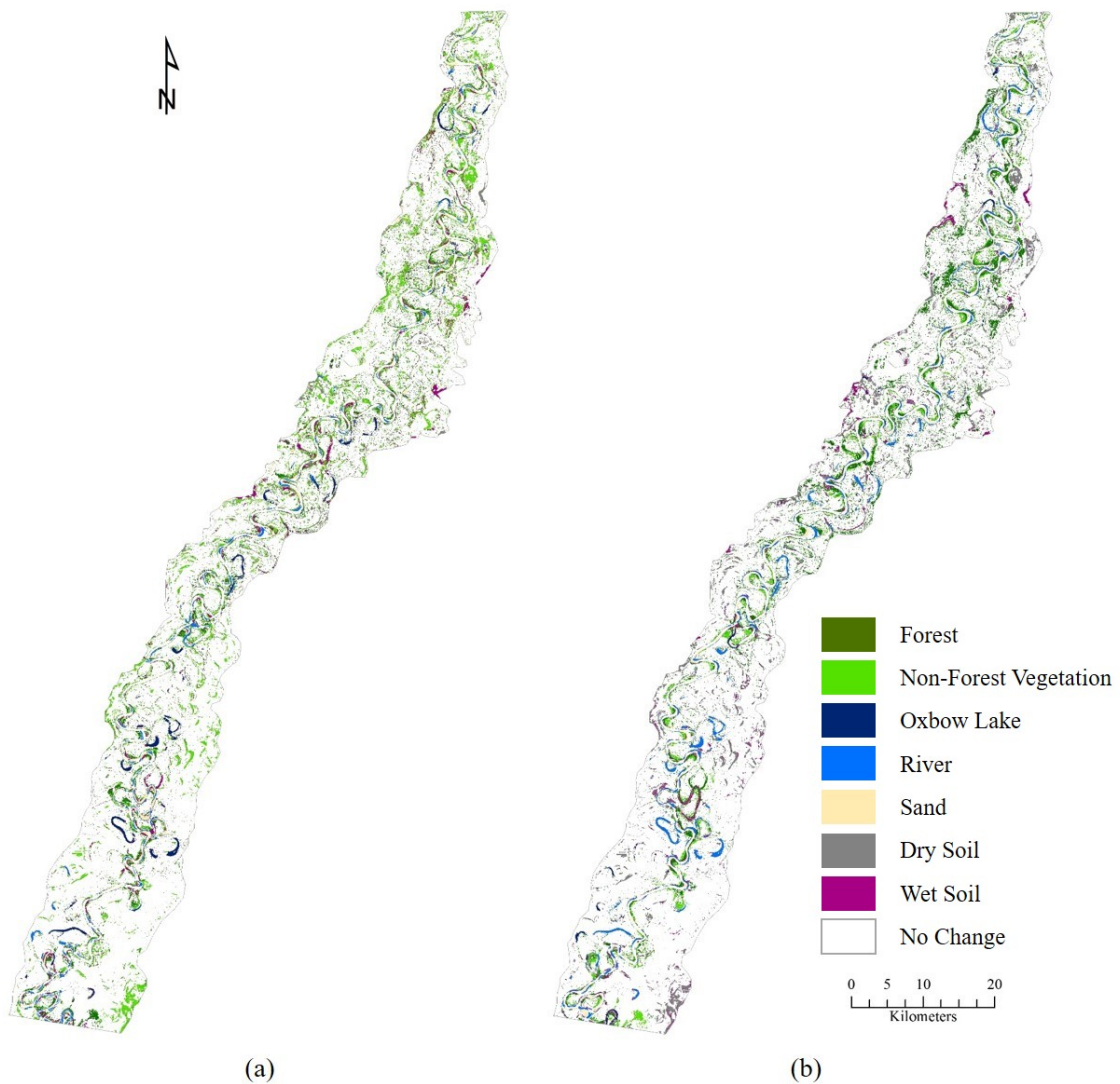 N
Forest
Non-Forest Vegetation
Oxbow Lake
River
Sand
Dry Soil
Wet Soil
No Change
0 5 10 20
Kilometers
(a) (b)